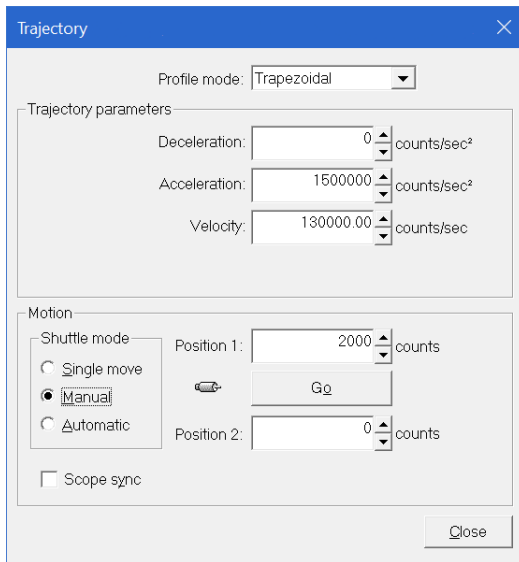 Trajectory
Profile mode: Trapezoidal
Trajectory parameters
Deceleration: 0 counts/sec²
Acceleration: 1500000 counts/sec²
Velocity: 130000.00 counts/sec
Motion
Shuttle mode
Single move
Manual
Automatic
Position 1: 2000 counts
Go
Position 2: 0 counts
Scope sync
Close